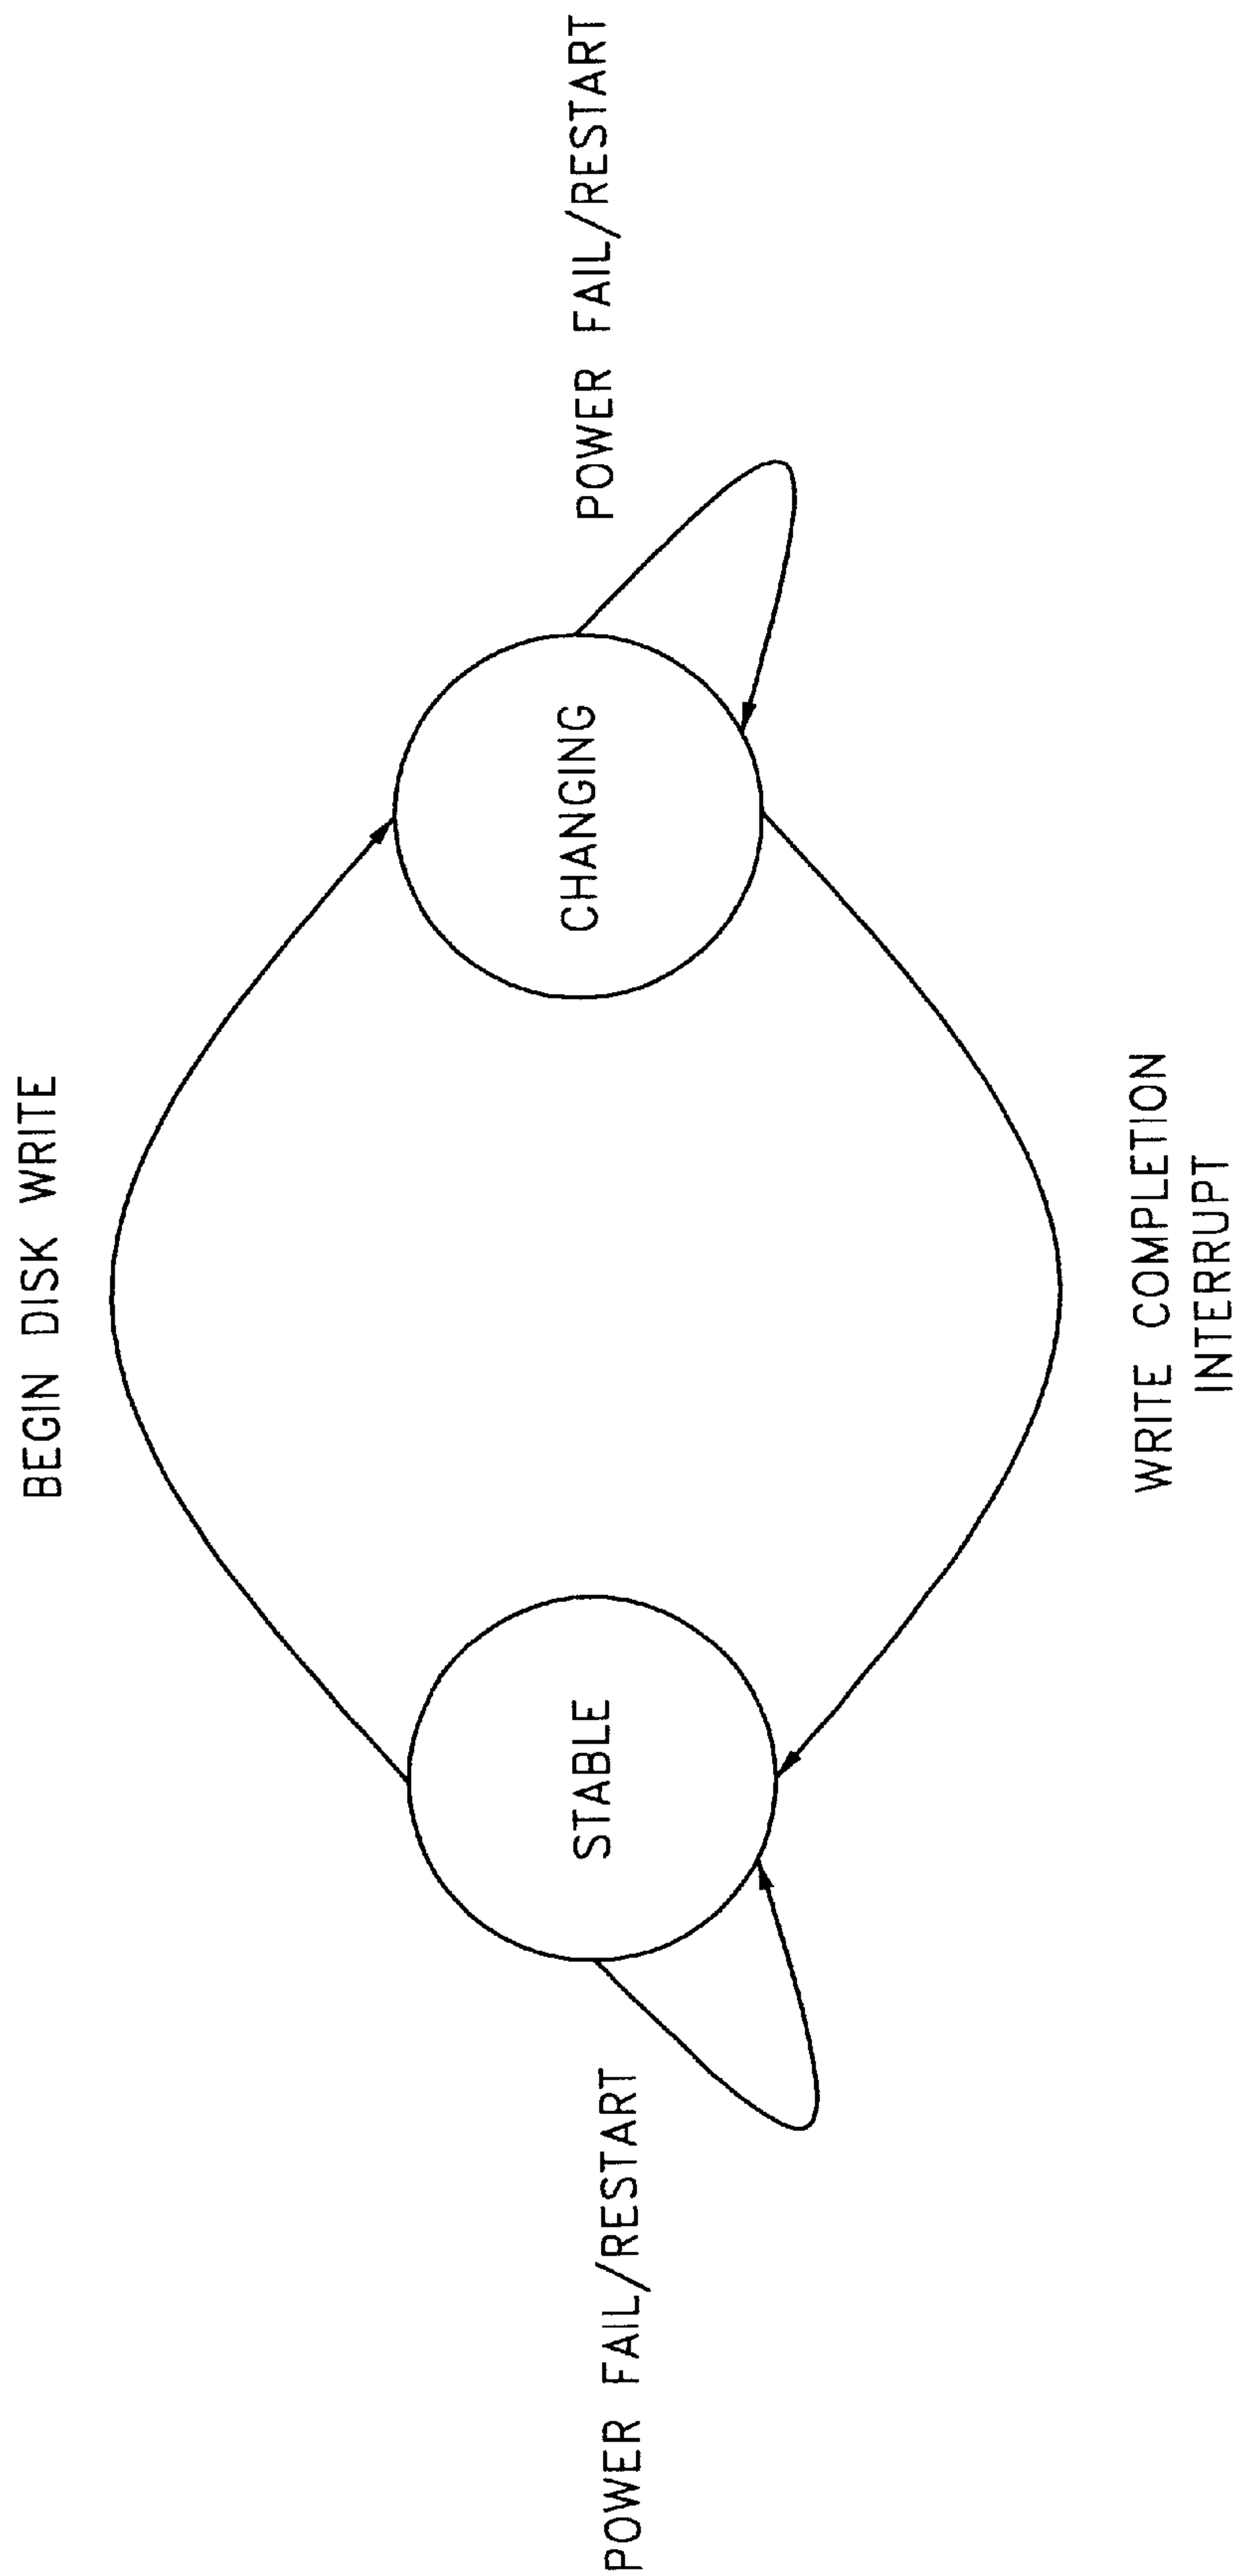 BEGIN DISK WRITE
POWER FAIL/RESTART
STABLE
CHANGING
POWER FAIL/RESTART
WRITE COMPLETION
INTERRUPT